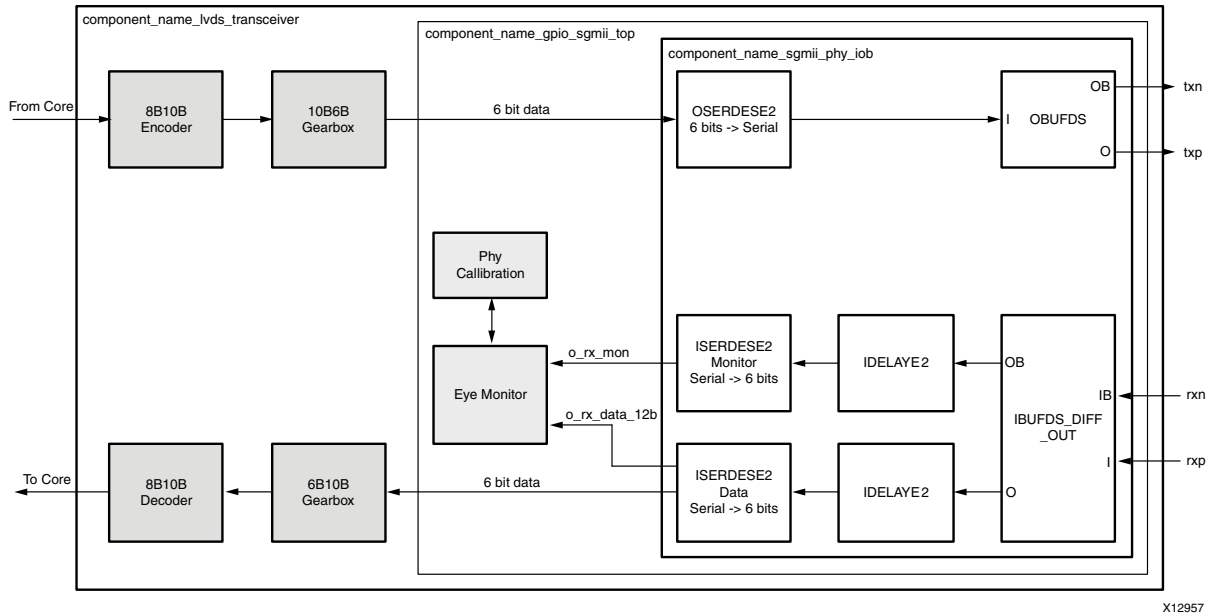 component_name_lvds_transceiver
component_name_gpio_sgmii_top
component_name_sgmii_phy_iob
From Core
8B10B
Encoder
10B6B
Gearbox
6 bit data
OSERDESE2
6 bits -> Serial
I
OBUFDS
OB
O
txn
txp
Phy
Callibration
Eye Monitor
o_rx_mon
o_rx_data_12b
ISERDESE2
Monitor
Serial -> 6 bits
IDELAYE2
OB
IB
IBUFDS_DIFF
_OUT
I
O
rxn
rxp
To Core
8B10B
Decoder
6B10B
Gearbox
6 bit data
ISERDESE2
Data
Serial -> 6 bits
IDELAYE2
X12957